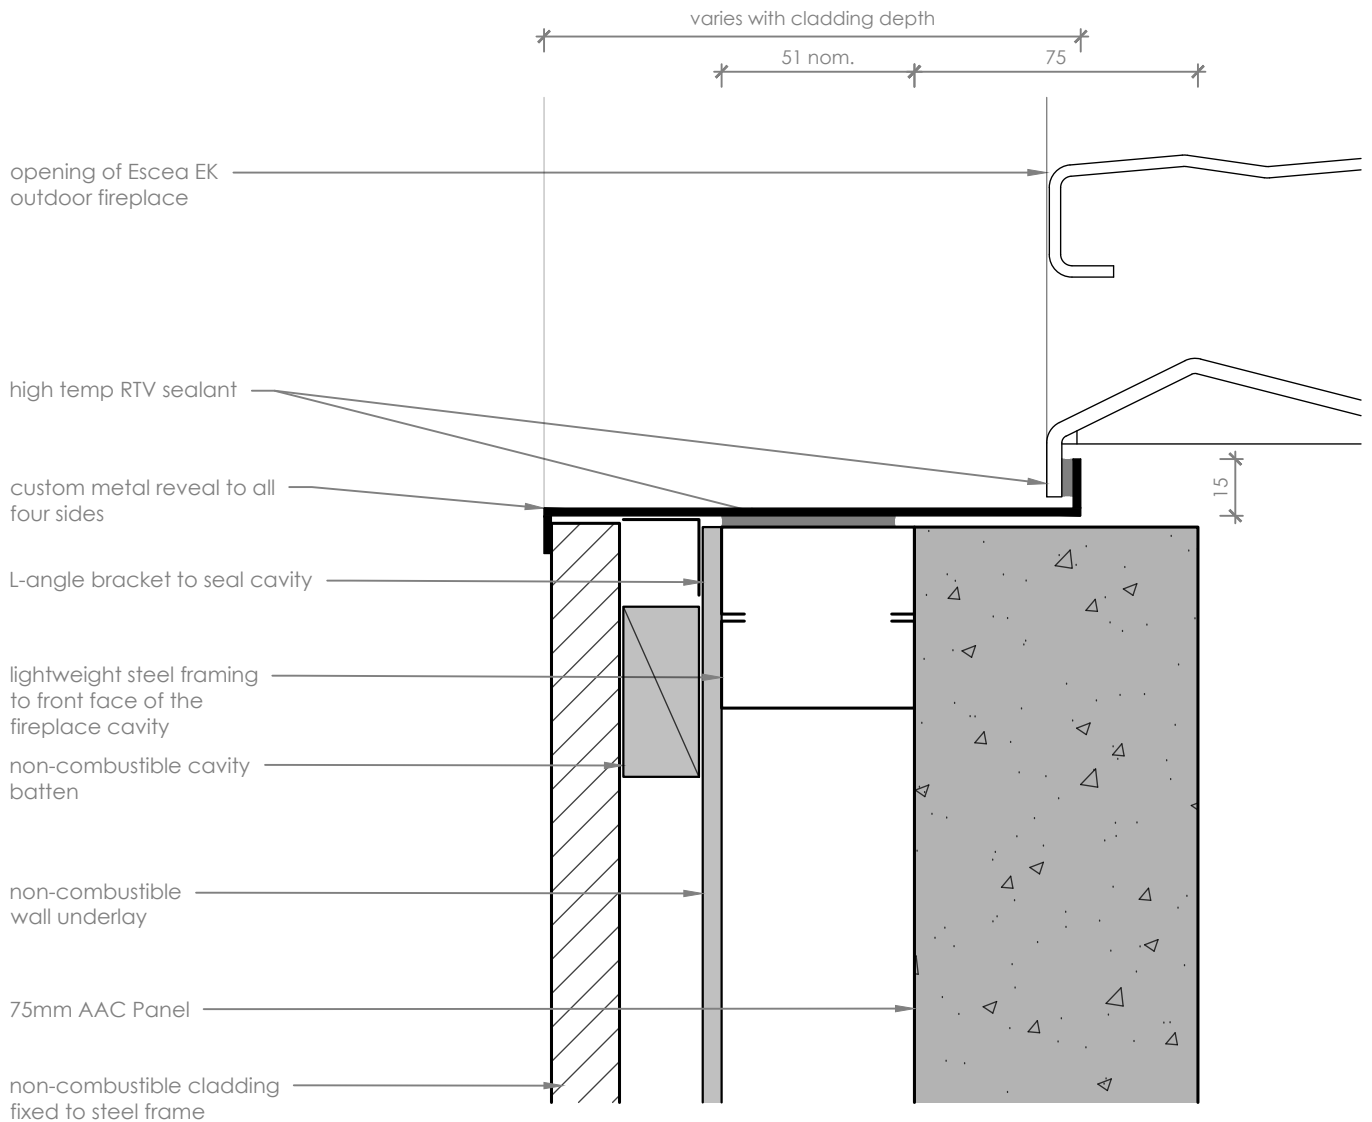 varies with cladding depth
51 nom.
75
opening of Escea EK
outdoor fireplace
high temp RTV sealant
custom metal reveal to all
four sides
15
L-angle bracket to seal cavity
lightweight steel framing
to front face of the
fireplace cavity
non-combustible cavity
batten
non-combustible
wall underlay
75mm AAC Panel
non-combustible cladding
fixed to steel frame